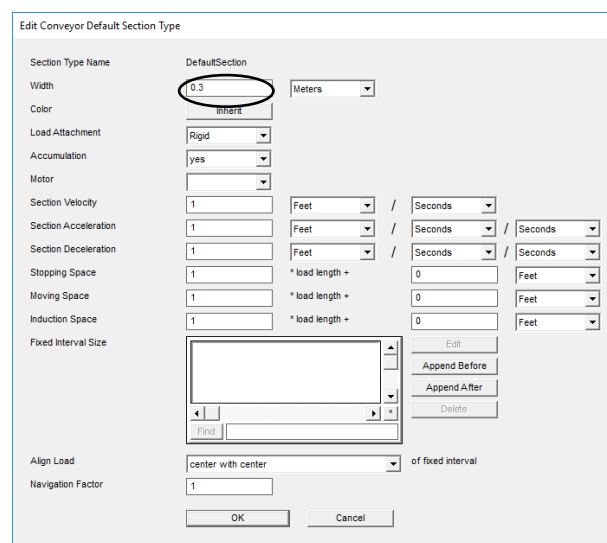 Edit Conveyor Default Section Type
Section Type Name DefaultSection
Width 0.3 Meters
Color Inherit
Load Attachment Rigid
Accumulation yes
Motor
Section Velocity 1 Feet / Seconds
Section Acceleration 1 Feet / Seconds / Seconds
Section Deceleration 1 Feet / Seconds / Seconds
Stopping Space 1 * load length + 0 Feet
Moving Space 1 * load length + 0 Feet
Induction Space 1 * load length + 0 Feet
Fixed Interval Size Edit
Append Before
Append After
* Delete
Find
Align Load center with center of fixed interval
Navigation Factor 1
OK Cancel